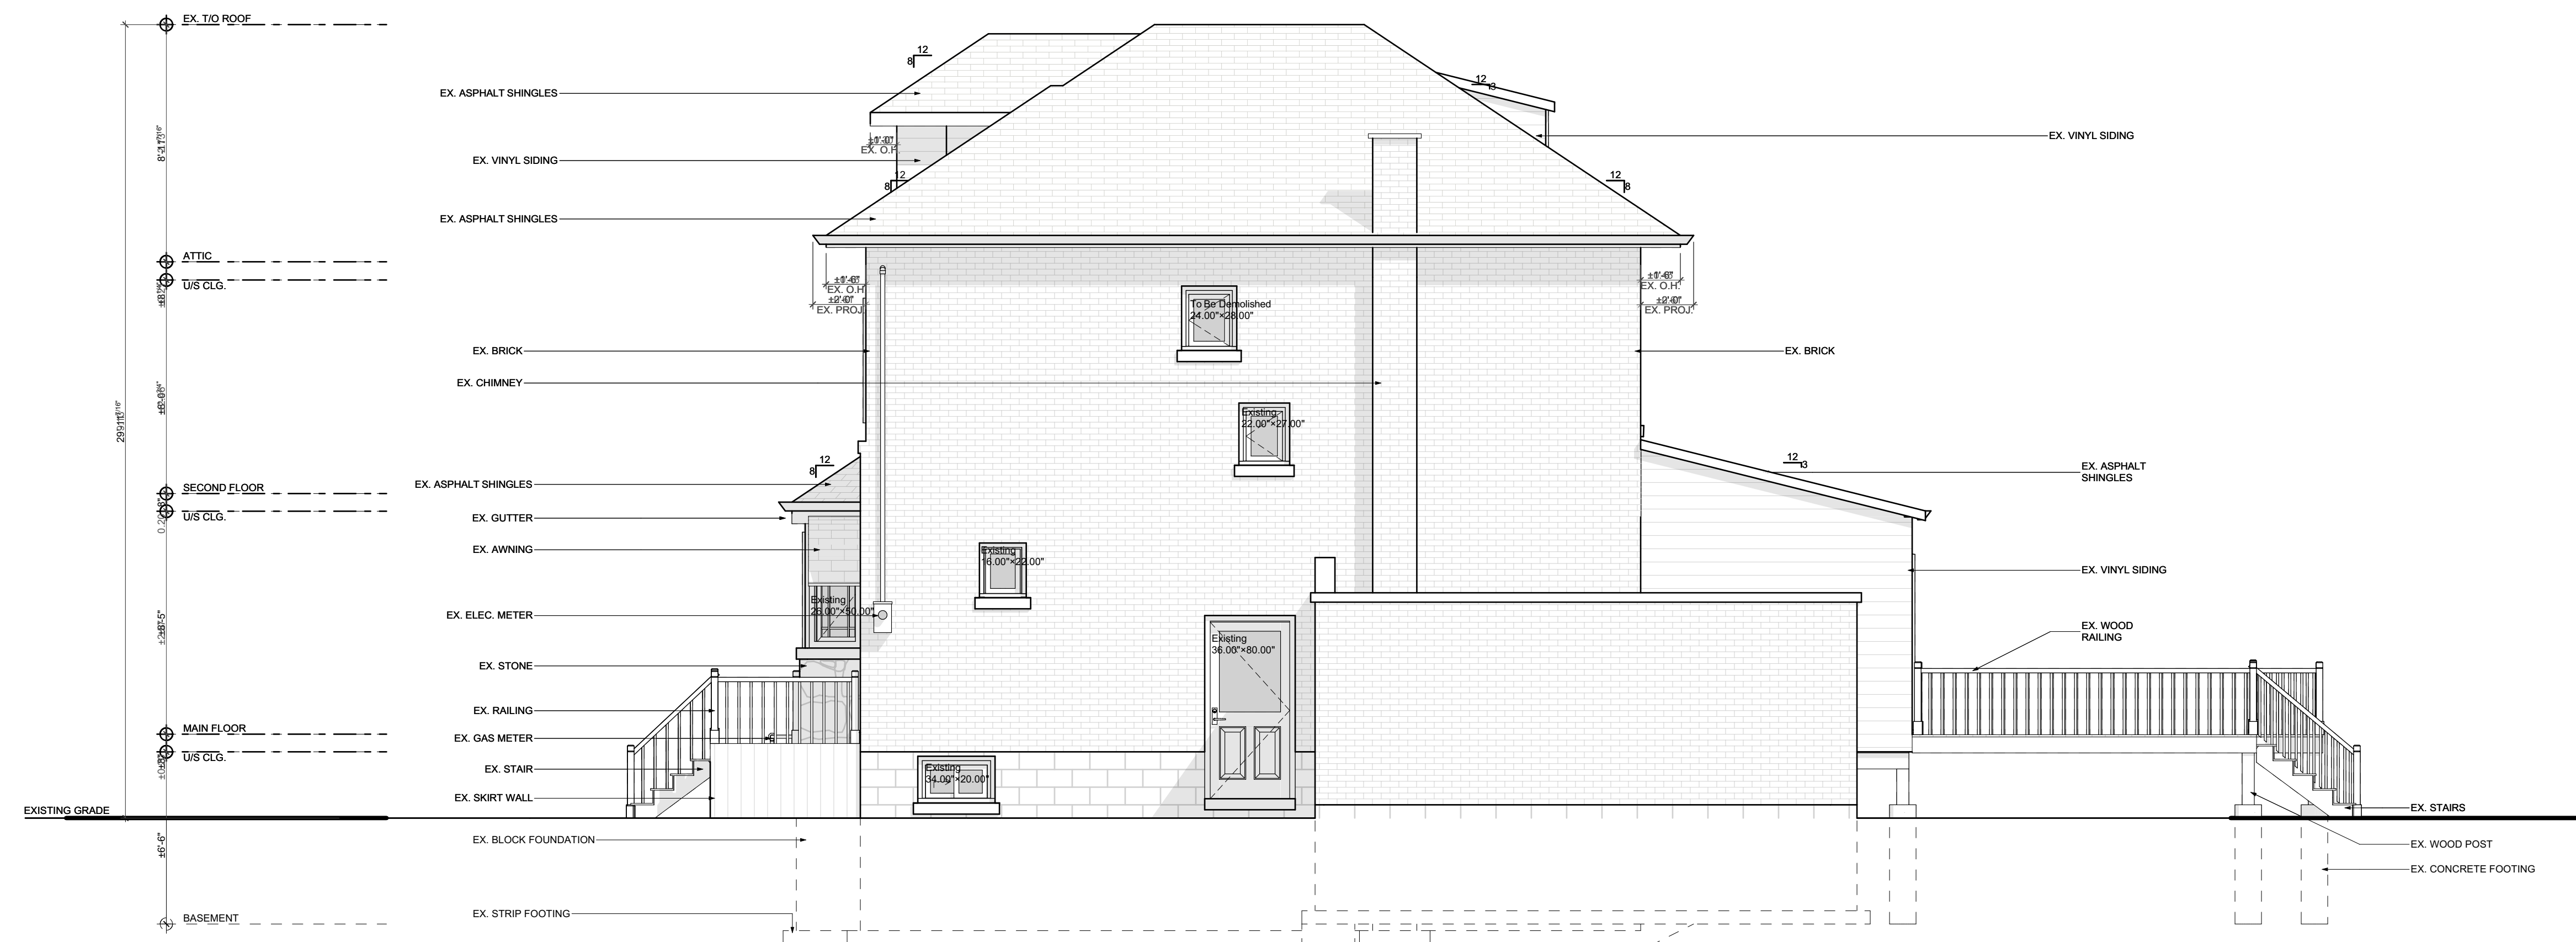 EX. T/O ROOF
12
8
12
3
EX. ASPHALT SHINGLES
EX. VINYL SIDING
EX. O.H.
EX. VINYL SIDING
12
8
12
8
EX. ASPHALT SHINGLES
ATTIC
U/S CLG.
EX. O.H.
EX. PROJ.
EX. O.H.
EX. PROJ.
To Be Demolished
24.00"×28.00"
EX. BRICK
EX. BRICK
EX. CHIMNEY
Existing
22.00"×27.00"
12
8
12
3
EX. ASPHALT
SHINGLES
EX. ASPHALT SHINGLES
SECOND FLOOR
U/S CLG.
EX. GUTTER
EX. AWNING
Existing
16.00"×22.00"
EX. VINYL SIDING
Existing
26.00"×50.00"
EX. ELEC. METER
EX. WOOD
RAILING
Existing
36.00"×80.00"
EX. STONE
EX. RAILING
MAIN FLOOR
EX. GAS METER
U/S CLG.
EX. STAIR
Existing
34.00"×20.00"
EX. SKIRT WALL
EXISTING GRADE
EX. STAIRS
±6'-6"
EX. BLOCK FOUNDATION
EX. WOOD POST
EX. CONCRETE FOOTING
EX. STRIP FOOTING
BASEMENT